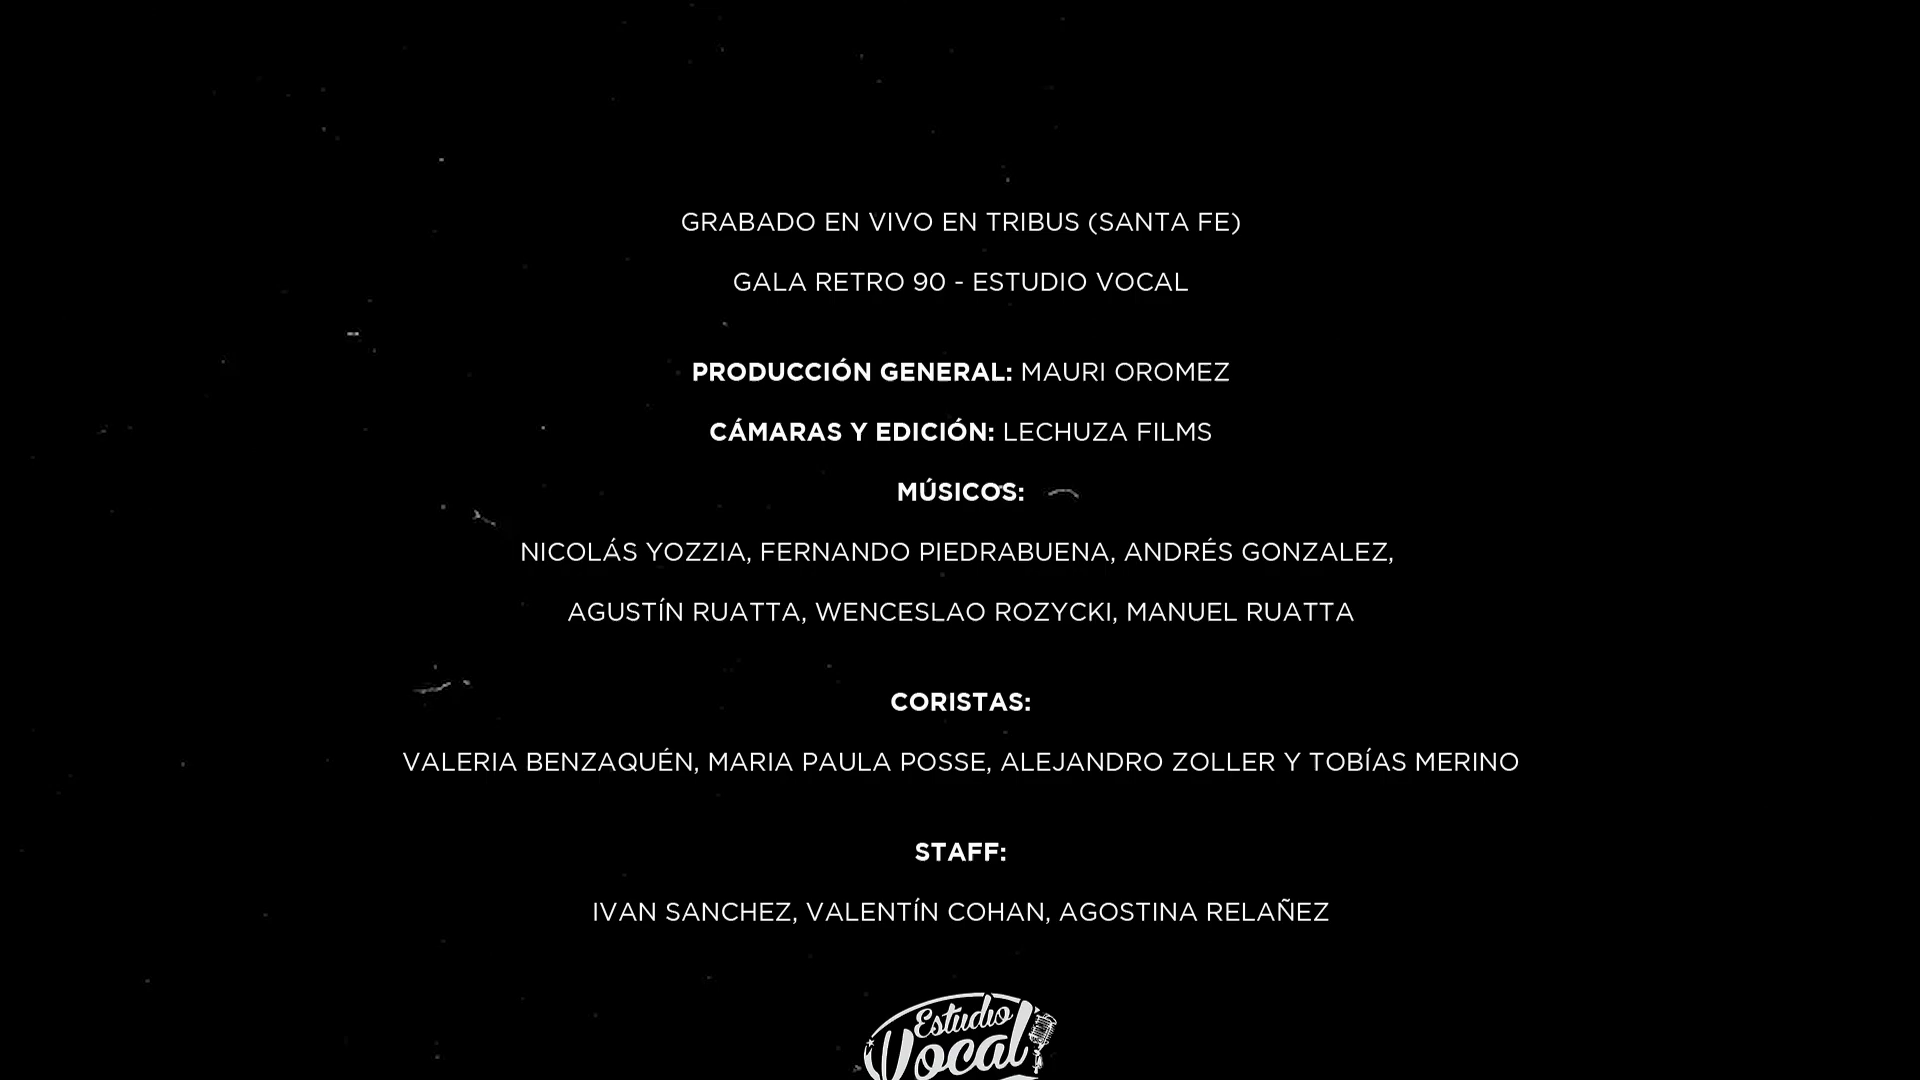 GRABADO EN VIVO EN TRIBUS (SANTA FE)
GALA RETRO 90 - ESTUDIO VOCAL
PRODUCCIÓN GENERAL: MAURI OROMEZ
CÁMARAS Y EDICIÓN: LECHUZA FILMS
MÚSICOS:
NICOLÁS YOZZIA, FERNANDO PIEDRABUENA, ANDRÉS GONZALEZ,
AGUSTÍN RUATTA, WENCESLAO ROZYCKI, MANUEL RUATTA
CORISTAS:
VALERIA BENZAQUÉN, MARIA PAULA POSSE, ALEJANDRO ZOLLER Y TOBÍAS MERINO
STAFF:
IVAN SANCHEZ, VALENTÍN COHAN, AGOSTINA RELAÑEZ
Estudio
Vocal